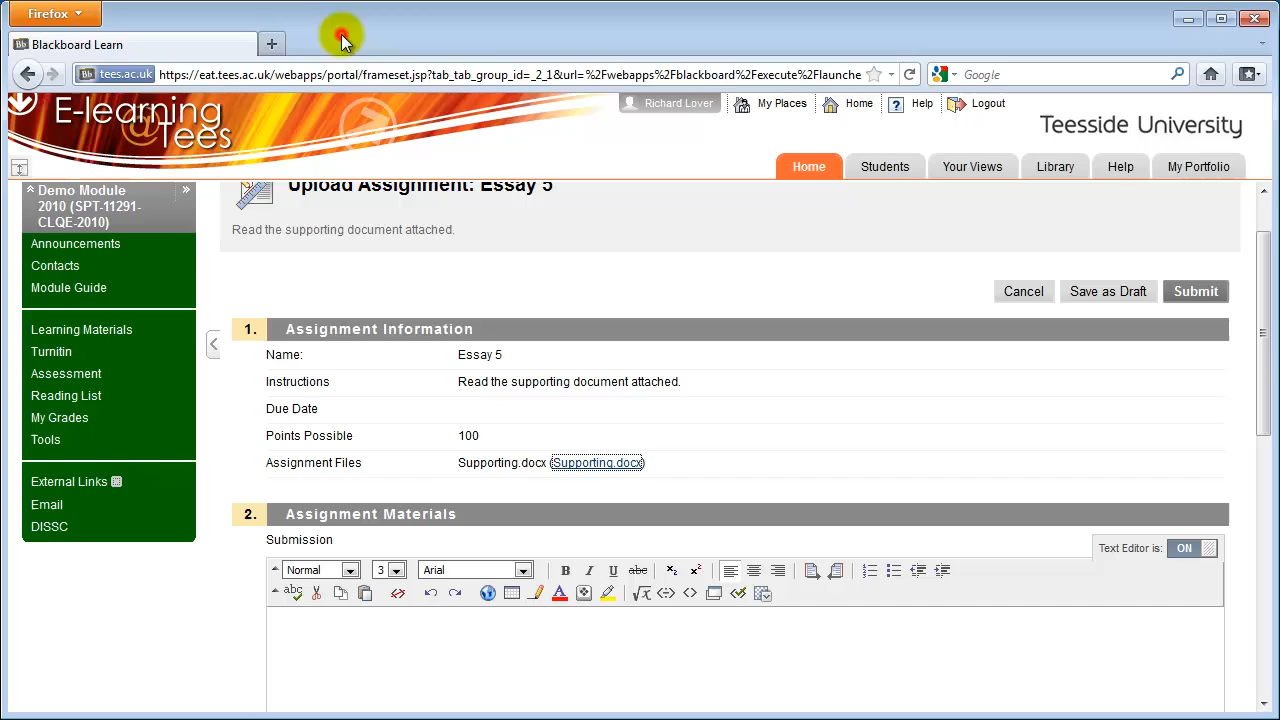 Firefox
Blackboard Learn
tees.ac.uk https://eat.tees.ac.uk/webapps/portal/frameset.jsp?tab_tab_group_id=_2_1&url=%2Fwebapps%2Fblackboard%2Fexecute%2Flaunche
Google
E-learning
@Tees
Richard Lover
My Places
Home
Help
Logout
Teesside University
Home
Students
Your Views
Library
Help
My Portfolio
Demo Module
2010 (SPT-11291-
CLQE-2010)
Announcements
Contacts
Module Guide
Learning Materials
Turnitin
Assessment
Reading List
My Grades
Tools
External Links
Email
DISSC
Upload Assignment: Essay 5
Read the supporting document attached.
Cancel
Save as Draft
Submit
1. Assignment Information
Name: Essay 5
Instructions Read the supporting document attached.
Due Date
Points Possible 100
Assignment Files Supporting.docx (Supporting.docx)
2. Assignment Materials
Submission
Text Editor is: ON
Normal 3 Arial B I U abc x₂ x²
abc A √x